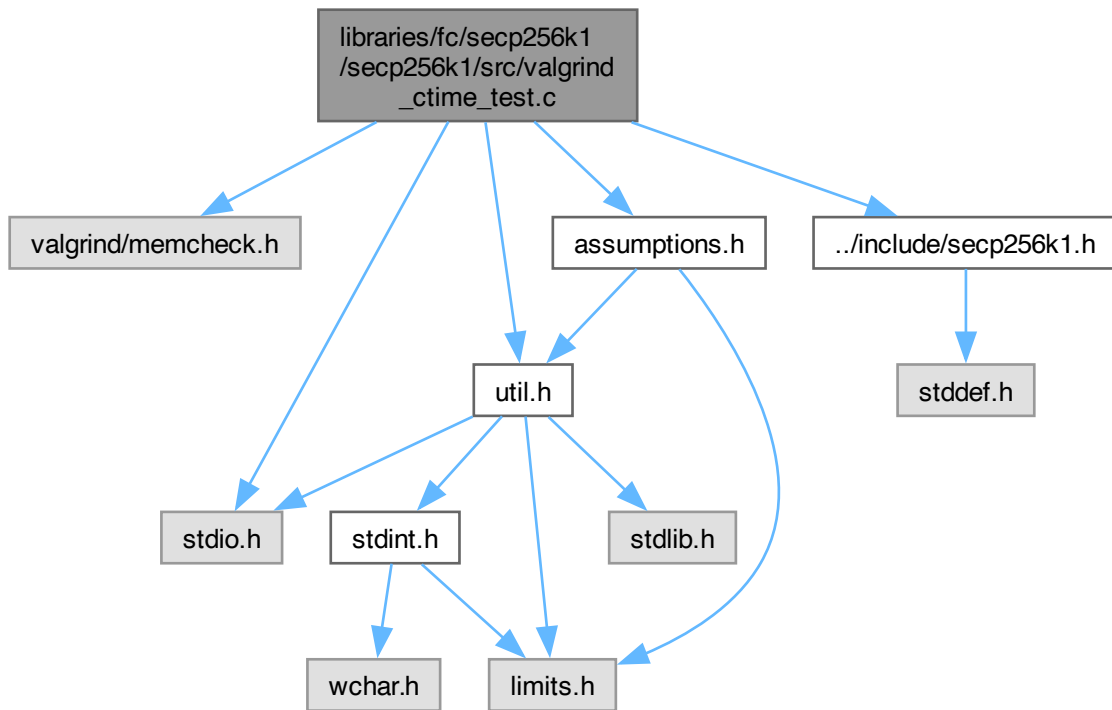 libraries/fc/secp256k1
/secp256k1/src/valgrind
_ctime_test.c
valgrind/memcheck.h
assumptions.h
../include/secp256k1.h
util.h
stddef.h
stdio.h
stdint.h
stdlib.h
wchar.h
limits.h